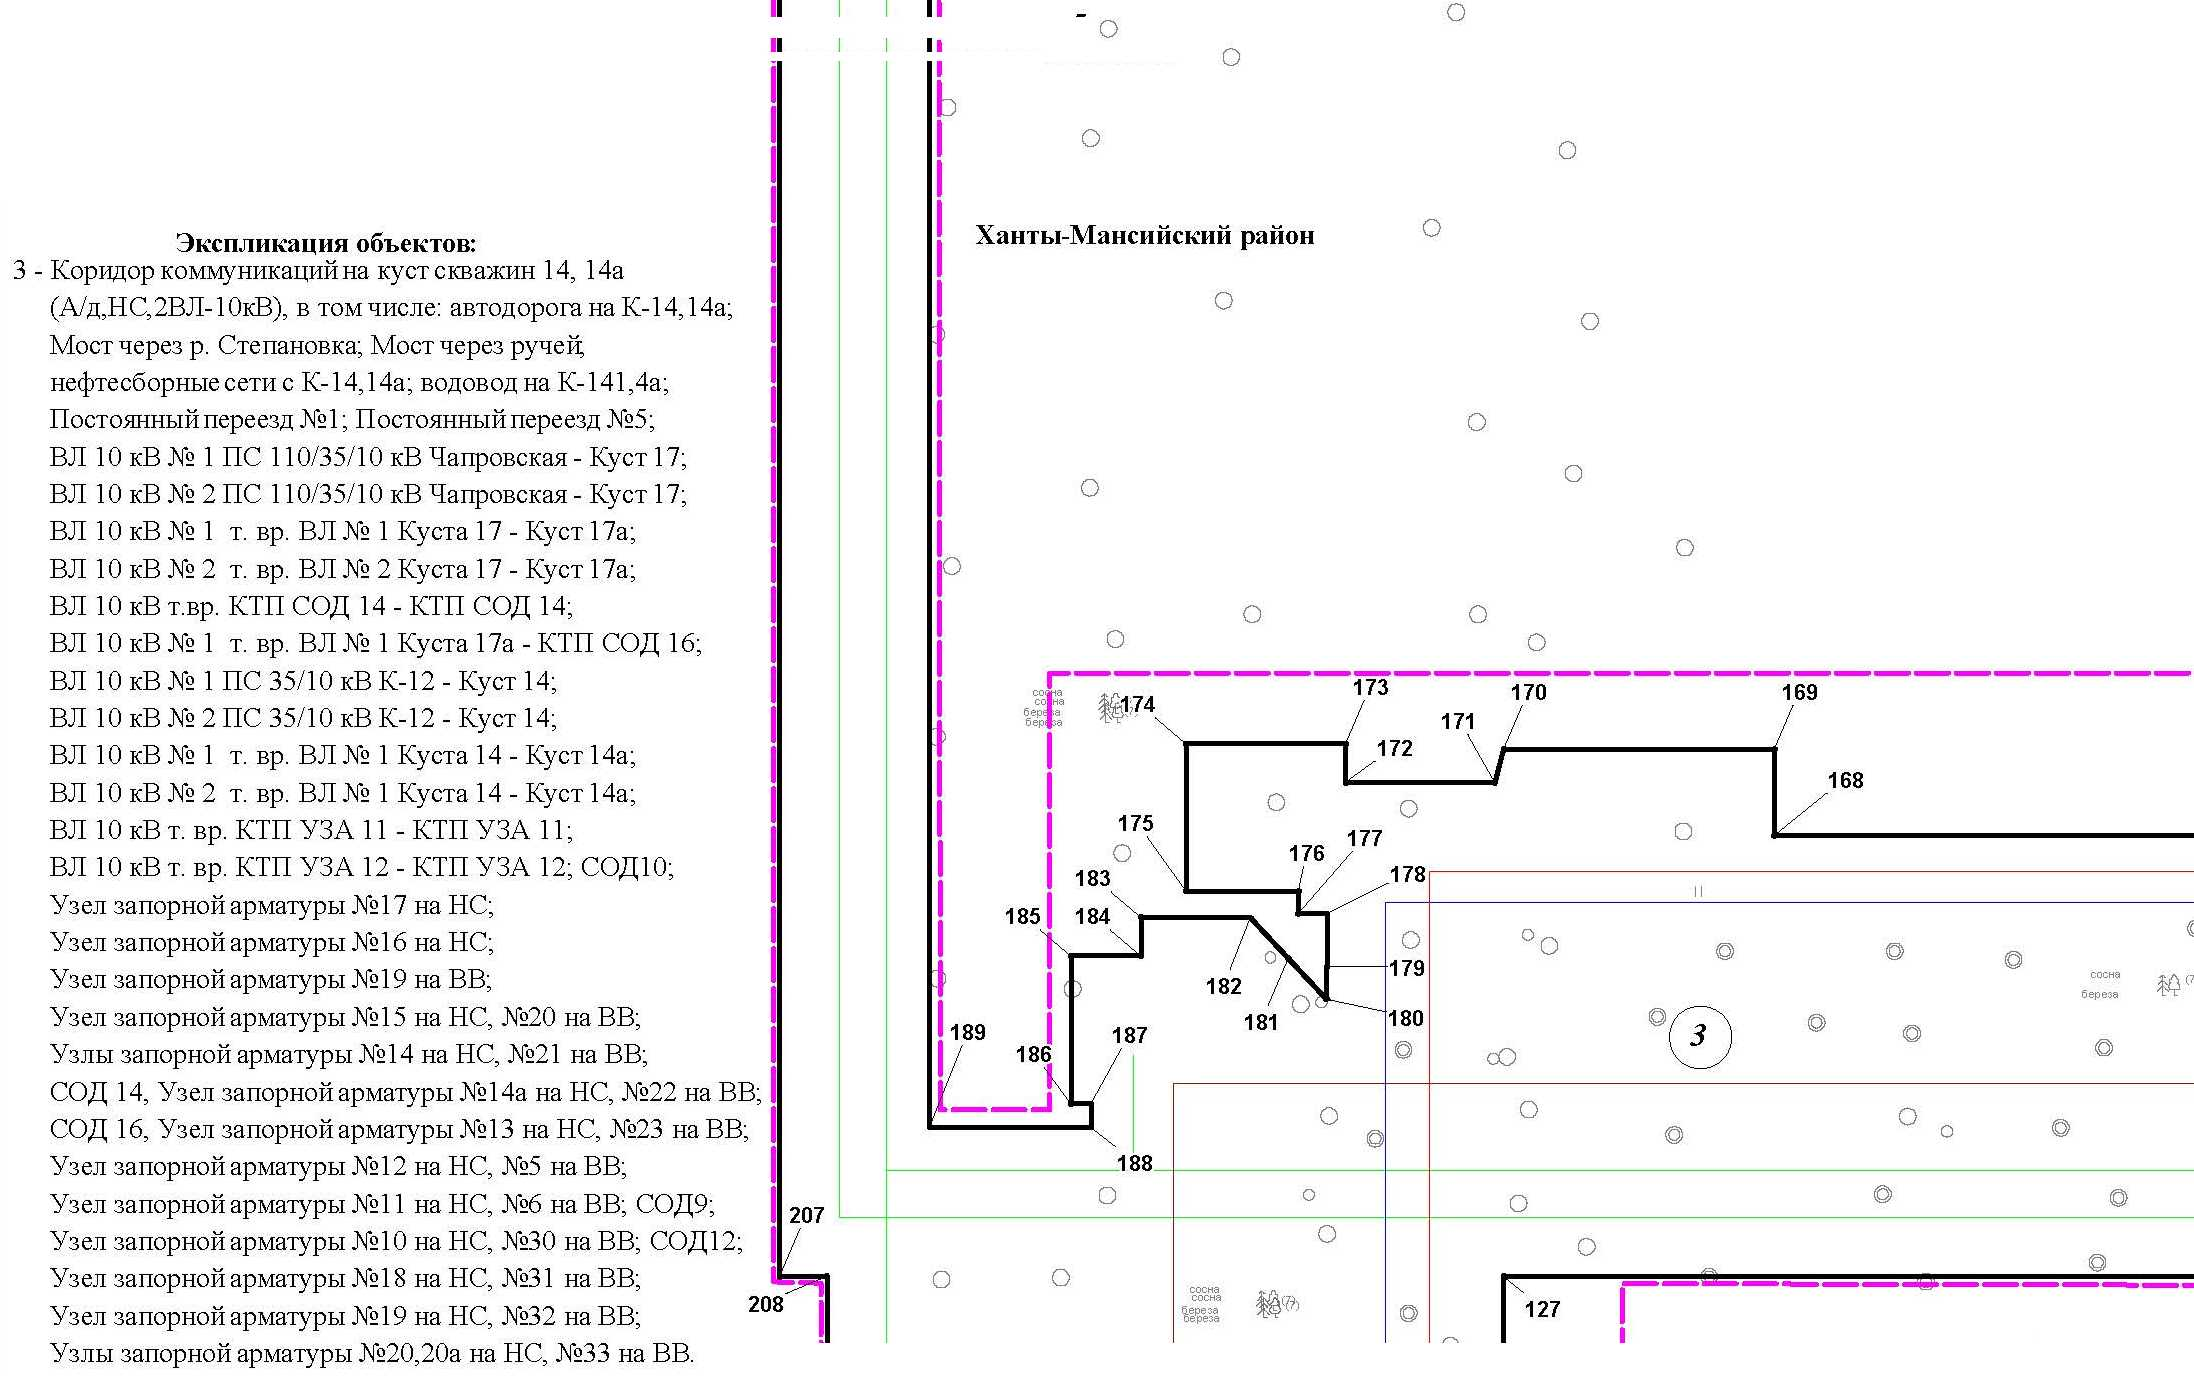 Экспликация объектов:
3 - Коридор коммуникаций на куст скважин 14, 14а
(А/д,НС,2ВЛ-10кВ), в том числе: автодорога на К-14,14а;
Мост через р. Степановка; Мост через ручей;
нефтесборные сети с К-14,14а; водовод на К-141,4а;
Постоянный переезд №1; Постоянный переезд №5;
ВЛ 10 кВ № 1 ПС 110/35/10 кВ Чапровская - Куст 17;
ВЛ 10 кВ № 2 ПС 110/35/10 кВ Чапровская - Куст 17;
ВЛ 10 кВ № 1 т. вр. ВЛ № 1 Куста 17 - Куст 17а;
ВЛ 10 кВ № 2 т. вр. ВЛ № 2 Куста 17 - Куст 17а;
ВЛ 10 кВ т.вр. КТП СОД 14 - КТП СОД 14;
ВЛ 10 кВ № 1 т. вр. ВЛ № 1 Куста 17а - КТП СОД 16;
ВЛ 10 кВ № 1 ПС 35/10 кВ К-12 - Куст 14;
ВЛ 10 кВ № 2 ПС 35/10 кВ К-12 - Куст 14;
ВЛ 10 кВ № 1 т. вр. ВЛ № 1 Куста 14 - Куст 14а;
ВЛ 10 кВ № 2 т. вр. ВЛ № 1 Куста 14 - Куст 14а;
ВЛ 10 кВ т. вр. КТП УЗА 11 - КТП УЗА 11;
ВЛ 10 кВ т. вр. КТП УЗА 12 - КТП УЗА 12; СОД10;
Узел запорной арматуры №17 на НС;
Узел запорной арматуры №16 на НС;
Узел запорной арматуры №19 на ВВ;
Узел запорной арматуры №15 на НС, №20 на ВВ;
Узлы запорной арматуры №14 на НС, №21 на ВВ;
СОД 14, Узел запорной арматуры №14а на НС, №22 на ВВ;
СОД 16, Узел запорной арматуры №13 на НС, №23 на ВВ;
Узел запорной арматуры №12 на НС, №5 на ВВ;
Узел запорной арматуры №11 на НС, №6 на ВВ; СОД9;
Узел запорной арматуры №10 на НС, №30 на ВВ; СОД12;
Узел запорной арматуры №18 на НС, №31 на ВВ;
Узел запорной арматуры №19 на НС, №32 на ВВ;
Узлы запорной арматуры №20,20а на НС, №33 на ВВ.
Ханты-Мансийский район
сосна
сосна
береза
береза
174
173
170
169
171
172
168
175
177
176
178
183
185
184
179
182
181
180
189
187
186
188
сосна
береза
3
207
208
сосна
сосна
береза
береза
127